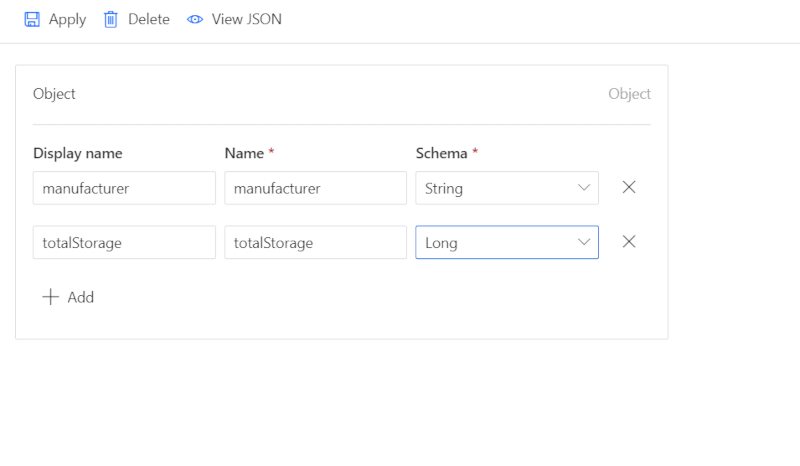 Apply Delete View JSON
Object Object
Display name Name * Schema *
manufacturer manufacturer String
totalStorage totalStorage Long
Add